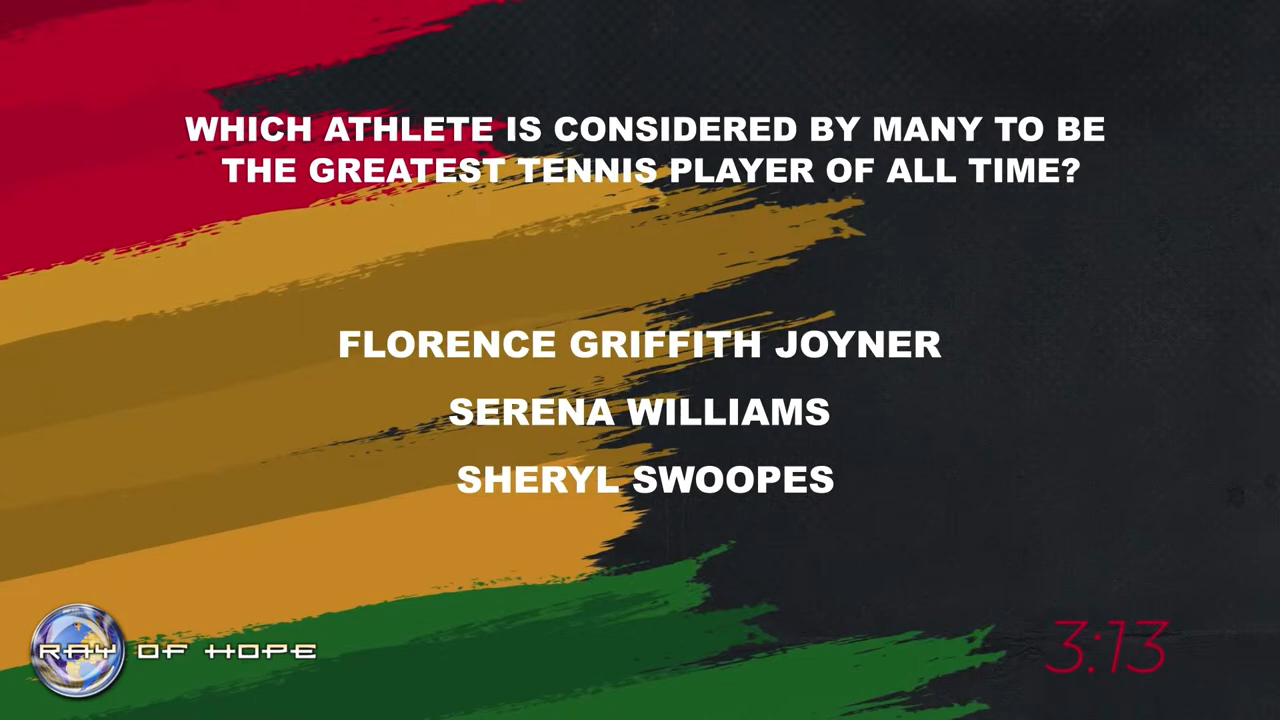 WHICH ATHLETE IS CONSIDERED BY MANY TO BE
THE GREATEST TENNIS PLAYER OF ALL TIME?
FLORENCE GRIFFITH JOYNER
SERENA WILLIAMS
SHERYL SWOOPES
RAY OF HOPE
3:13